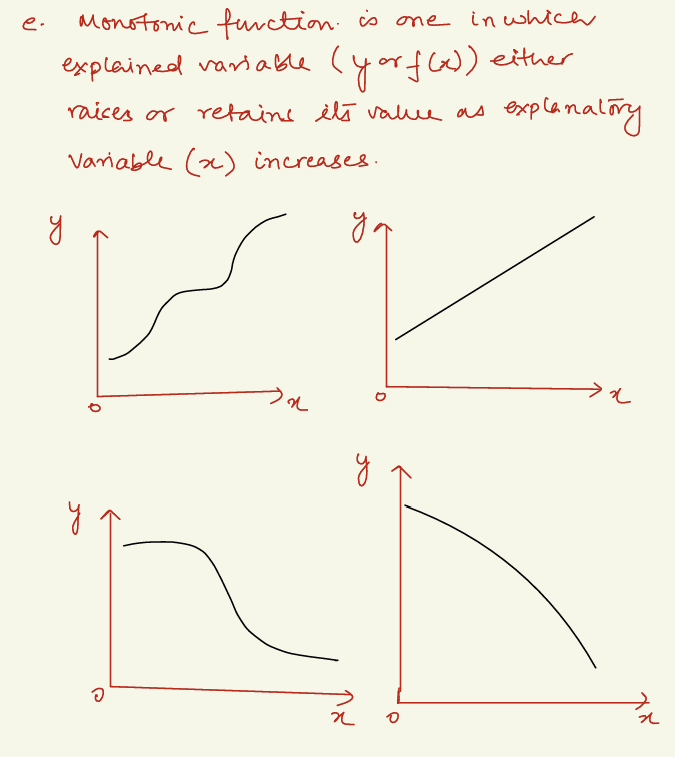 e. Monotonic function is one in which
explained variable (y or f(x)) either
raices or retains its value as explanatory
variable (x) increases.
y
y
0
x
0
x
y
y
0
x
0
x